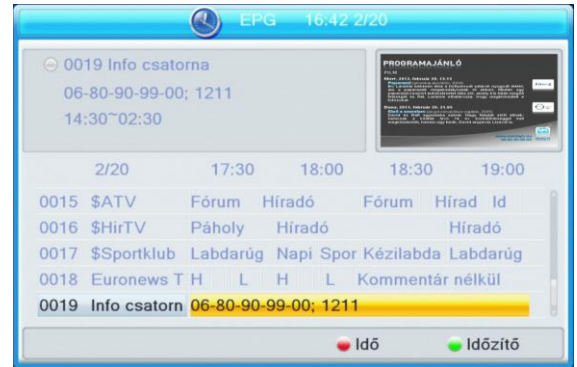 EPG 16:42 2/20
0019 Info csatorna
06-80-90-99-00; 1211
14:30~02:30
PROGRAMAJÁNLÓ
2/20 17:30 18:00 18:30 19:00
0015 $ATV Fórum Híradó Fórum Hírad Id
0016 $HirTV Páholy Híradó Híradó
0017 $Sportklub Labdarúg Napi Spor Kézilabda Labdarúg
0018 Euronews T H L H L Kommentár nélkül
0019 Info csatorn 06-80-90-99-00; 1211
Idő Időzítő